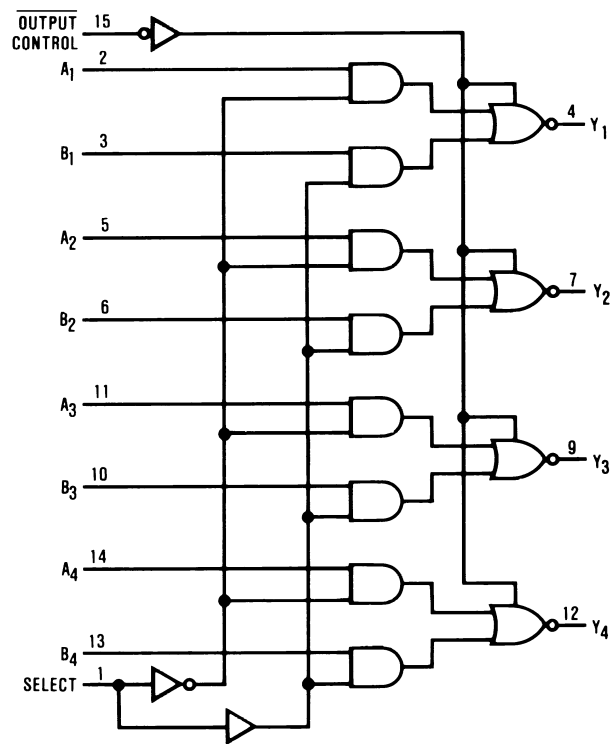 OUTPUT 15
CONTROL
A1 2
4 Y1
B1 3
A2 5
7 Y2
B2 6
A3 11
9 Y3
B3 10
A4 14
12 Y4
B4 13
SELECT 1